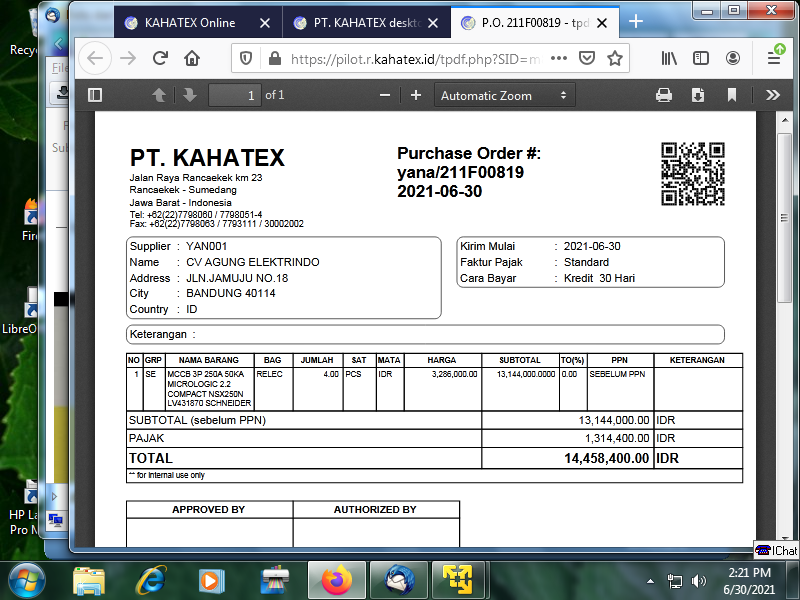 KAHATEX Online
PT. KAHATEX deskto
P.O. 211F00819 - tpd
https://pilot.r.kahatex.id/tpdf.php?SID=m
1 of 1
Automatic Zoom
PT. KAHATEX
Jalan Raya Rancaekek km 23
Rancaekek - Sumedang
Jawa Barat - Indonesia
Tel: +62(22)7798060 / 7798051-4
Fax: +62(22)7798063 / 7793111 / 30002002
Purchase Order #:
yana/211F00819
2021-06-30
Supplier : YAN001
Name : CV AGUNG ELEKTRINDO
Address : JLN.JAMUJU NO.18
City : BANDUNG 40114
Country : ID
Kirim Mulai : 2021-06-30
Faktur Pajak : Standard
Cara Bayar : Kredit 30 Hari
Keterangan :
NO GRP NAMA BARANG BAG JUMLAH SAT MATA HARGA SUBTOTAL TO(%) PPN KETERANGAN
1 SE MCCB 3P 250A 50KA RELEC 4.00 PCS IDR 3,286,000.00 13,144,000.0000 0.00 SEBELUM PPN
MICROLOGIC 2.2
COMPACT NSX250N
LV431870 SCHNEIDER
SUBTOTAL (sebelum PPN) 13,144,000.00 IDR
PAJAK 1,314,400.00 IDR
TOTAL 14,458,400.00 IDR
** for internal use only
APPROVED BY AUTHORIZED BY
Recy
File
Sub
Fire
LibreO
HP La
Pro M
IChat
2:21 PM
6/30/2021